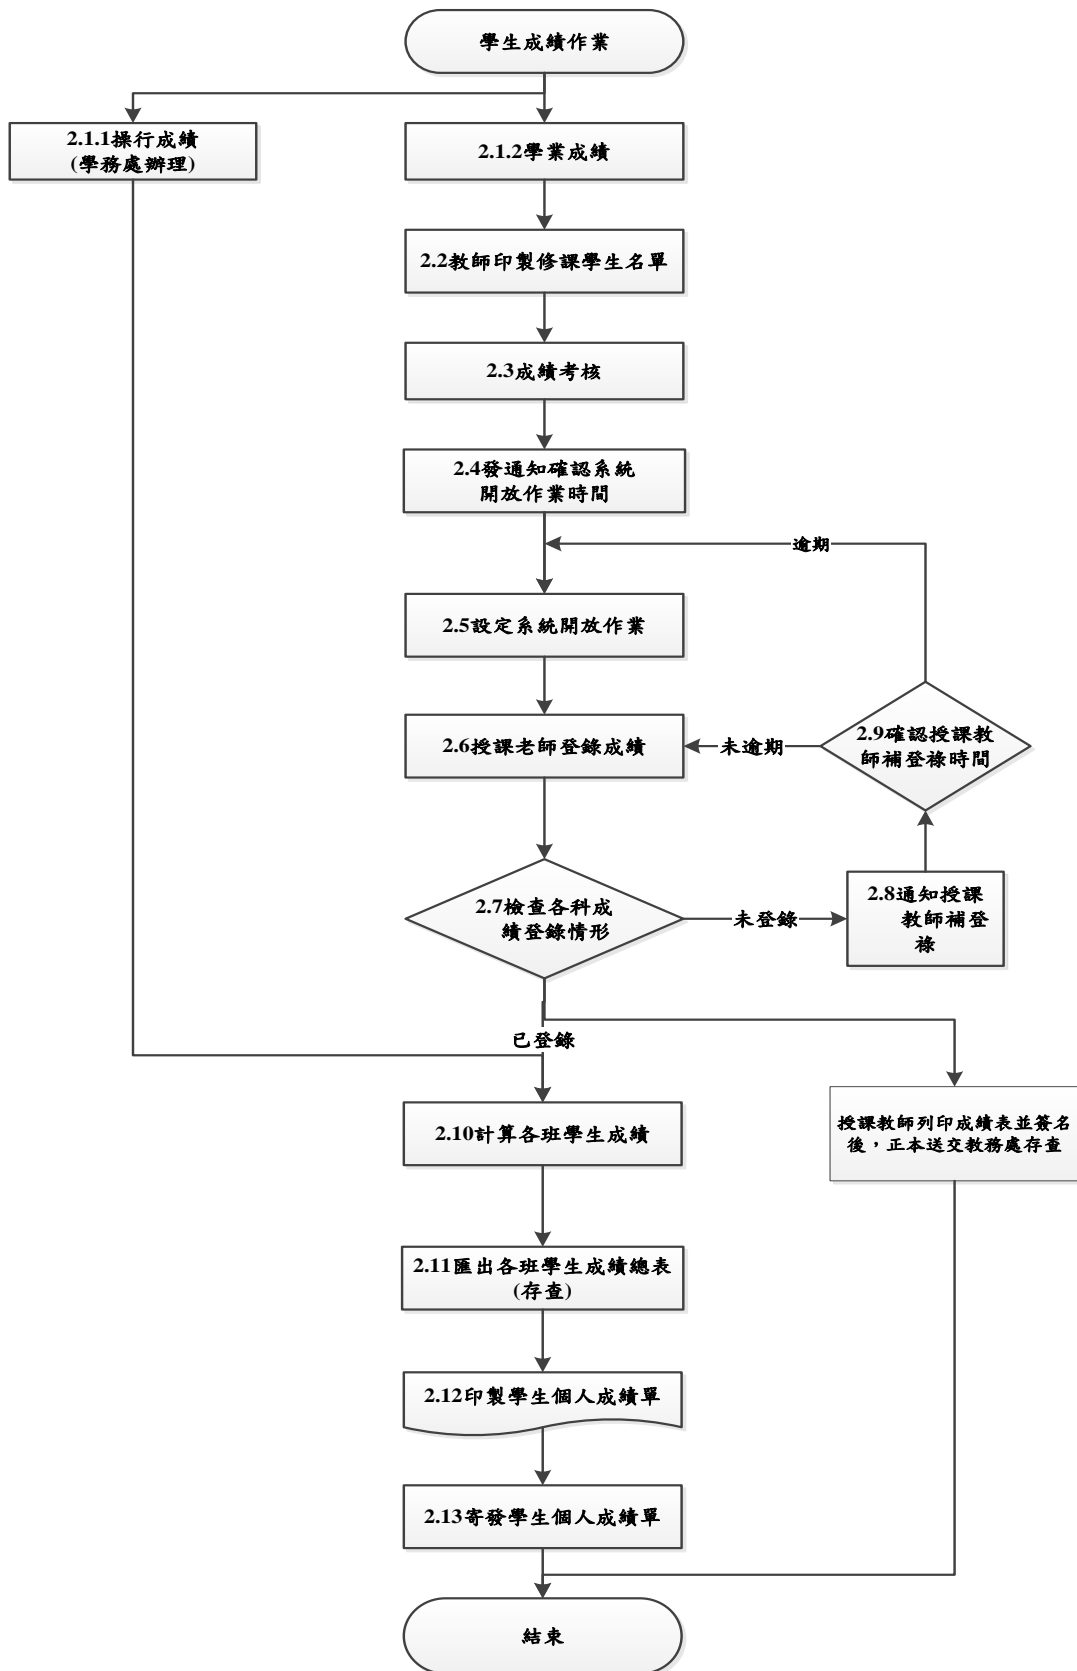 學生成績作業
2.1.1操行成績
(學務處辦理)
2.1.2學業成績
2.2教師印製修課學生名單
2.3成績考核
2.4發通知確認系統
開放作業時間
逾期
2.5設定系統開放作業
2.6授課老師登錄成績
未逾期
2.9確認授課教
師補登祿時間
2.7檢查各科成
績登錄情形
未登錄
2.8通知授課
教師補登
祿
已登錄
2.10計算各班學生成績
授課教師列印成績表並簽名
後，正本送交教務處存查
2.11匯出各班學生成績總表
(存查)
2.12印製學生個人成績單
2.13寄發學生個人成績單
結束